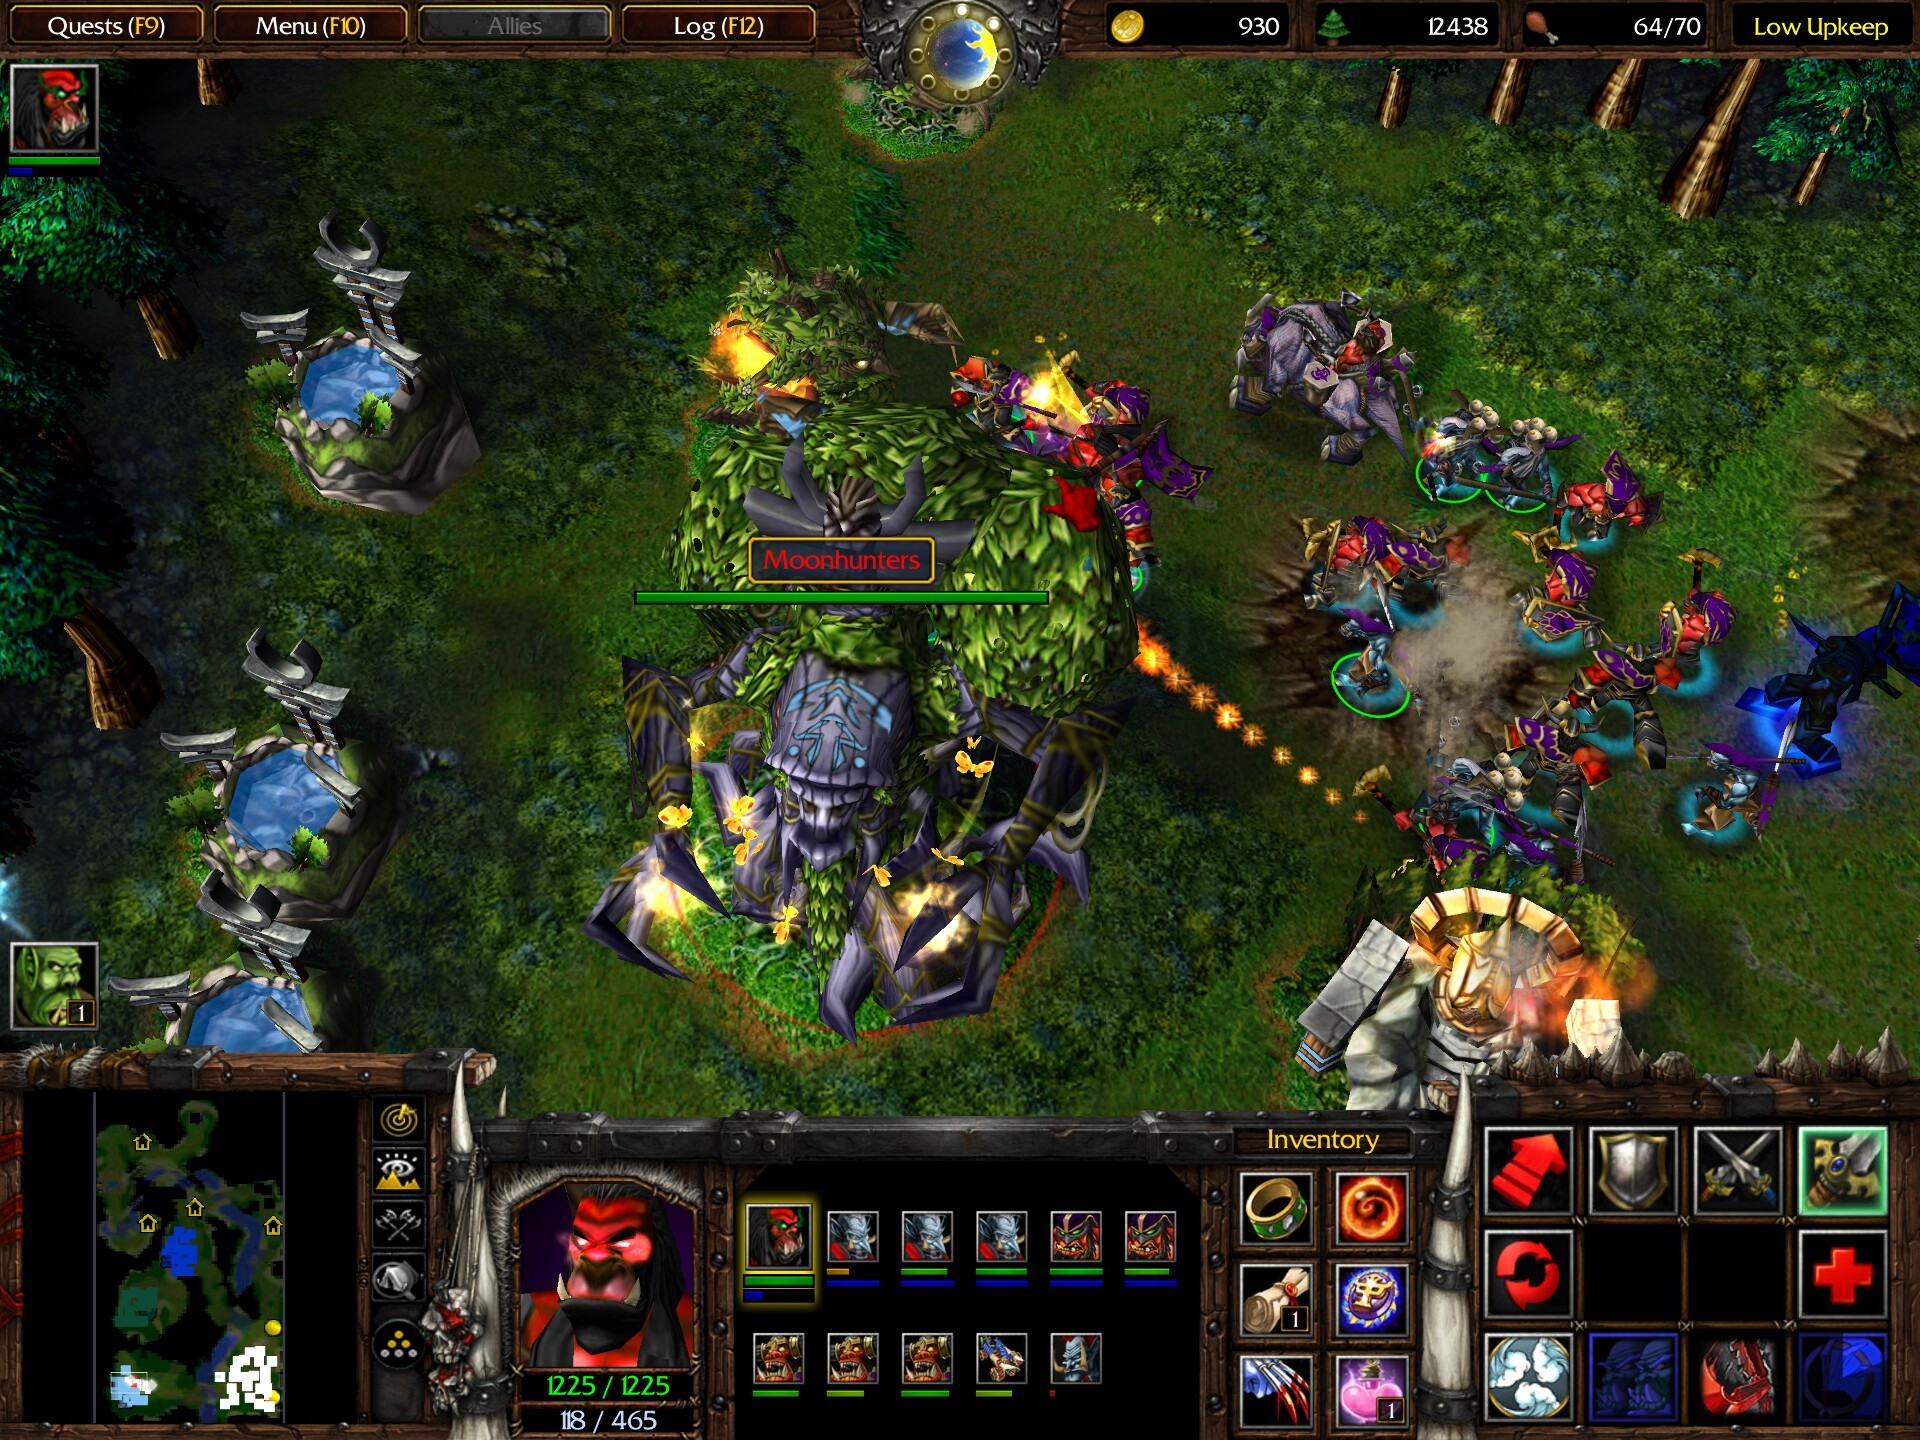 Quests (F9)
Menu (F10)
Allies
Log (F12)
930
12438
64/70
Low Upkeep
Moonhunters
1
Inventory
1
1
1225 / 1225
118 / 465